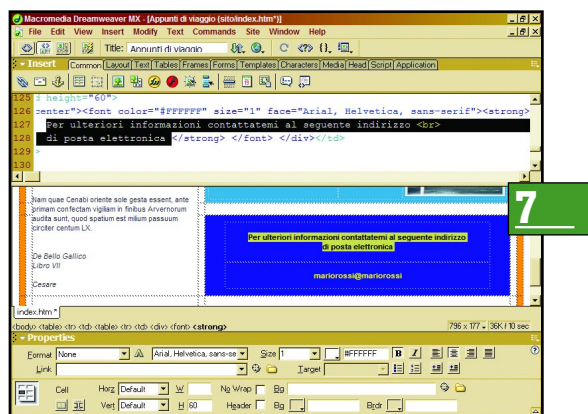 Macromedia Dreamweaver MX - [Appunti di viaggio (sito/index.htm*)]
File Edit View Insert Modify Text Commands Site Window Help
Title: Appunti di viaggio
Insert Common Layout Text Tables Frames Forms Templates Characters Media Head Script Application
125 d height="60">
126 center"><font color="#FFFFFF" size="1" face="Arial, Helvetica, sans-serif"><strong>
127 Per ulteriori informazioni contattatemi al seguente indirizzo <br>
128 di posta elettronica </strong> </font> </div></td>
129 >
130
7
Nam quae Cenabi oriente sole gesta essent, ante
primam confectam vigiliam in finibus Arvernorum
audita sunt, quod spatium est milium passuum
circiter centum LX.
De Bello Gallico
Libro VII
Cesare
Per ulteriori informazioni contattatemi al seguente indirizzo
di posta elettronica
mariorossi@mariorossi
index.htm*
<body> <table> <tr> <td> <table> <tr> <td> <div> <font> <strong> 796 x 177 36K / 10 sec
Properties
Format None Arial, Helvetica, sans-se Size 1 #FFFFFF B I
Link Target
Cell Horz Default W No Wrap Bg
Vert Default H 60 Header Bg Brdr